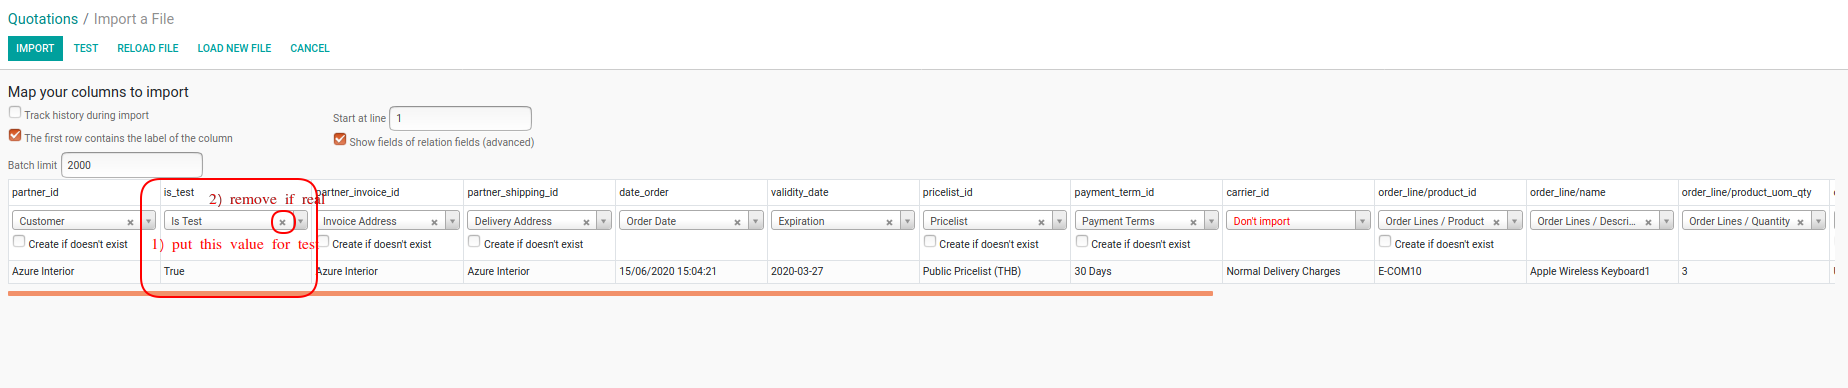 Quotations / Import a File
IMPORT TEST RELOAD FILE LOAD NEW FILE CANCEL
Map your columns to import
Track history during import
Start at line 1
The first row contains the label of the column
Show fields of relation fields (advanced)
Batch limit 2000
partner_id is_test partner_invoice_id partner_shipping_id date_order validity_date pricelist_id payment_term_id carrier_id order_line/product_id order_line/name order_line/product_uom_qty
2) remove if real
Customer Is Test Invoice Address Delivery Address Order Date Expiration Pricelist Payment Terms Don't import Order Lines / Product Order Lines / Descri... Order Lines / Quantity
Create if doesn't exist 1) put this value for test Create if doesn't exist Create if doesn't exist Create if doesn't exist Create if doesn't exist Create if doesn't exist
Azure Interior True Azure Interior Azure Interior 15/06/2020 15:04:21 2020-03-27 Public Pricelist (THB) 30 Days Normal Delivery Charges E-COM10 Apple Wireless Keyboard1 3